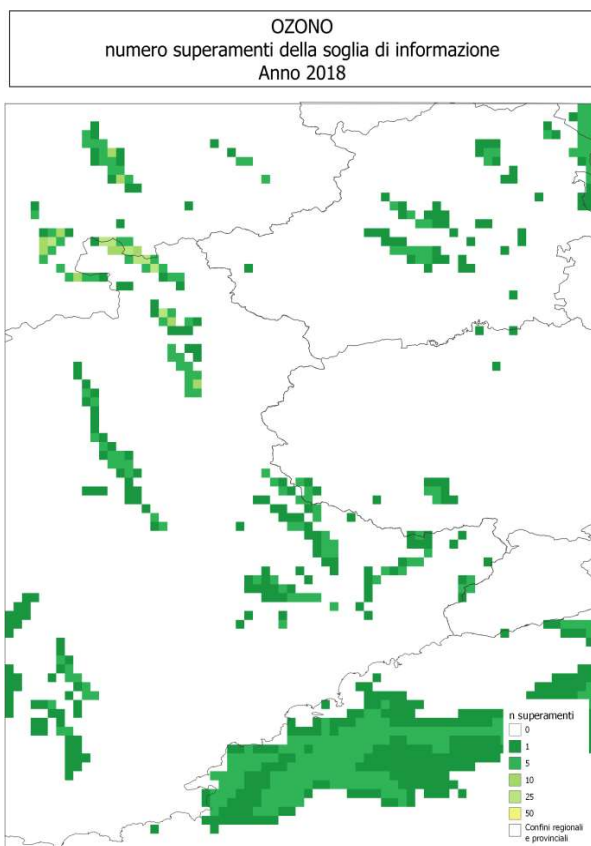 OZONO
numero superamenti della soglia di informazione
Anno 2018
n superamenti
0
1
5
10
25
50
Confini regionali
e provinciali